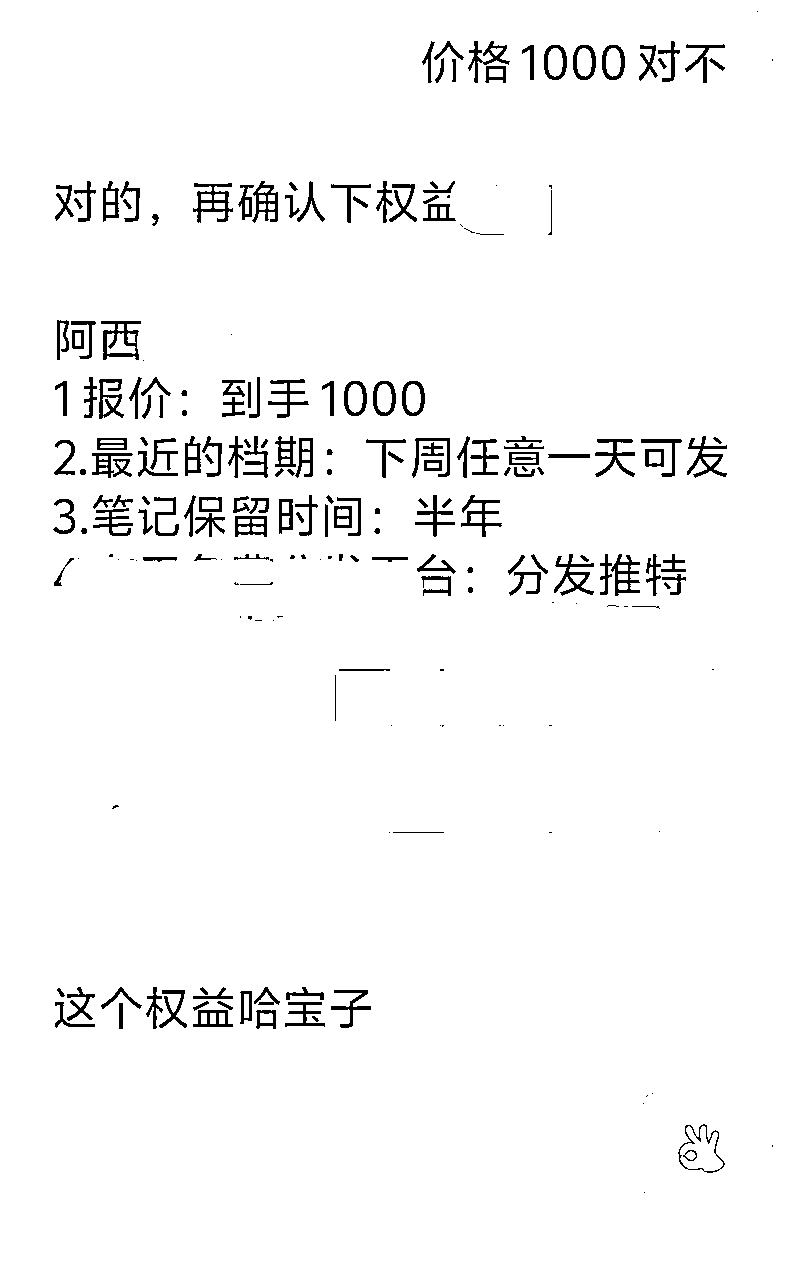 价格1000对不
对的，再确认下权益
阿西
1报价：到手1000
2.最近的档期：下周任意一天可发
3.笔记保留时间：半年
台：分发推特
这个权益哈宝子